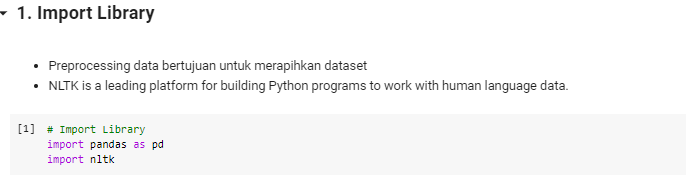 1. Import Library
• Preprocessing data bertujuan untuk merapihkan dataset
• NLTK is a leading platform for building Python programs to work with human language data.
[1] # Import Library
import pandas as pd
import nltk